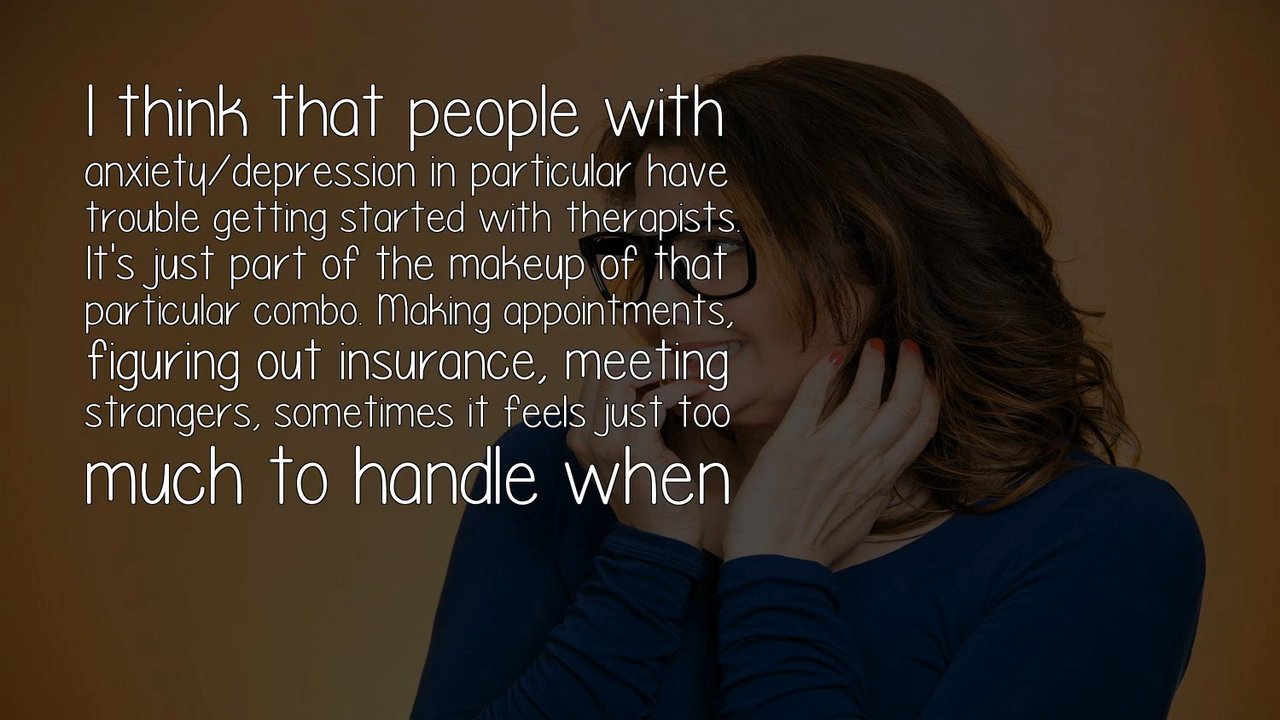 I think that people with
anxiety/depression in particular have
trouble getting started with therapists.
It's just part of the makeup of that
particular combo. Making appointments,
figuring out insurance, meeting
strangers, sometimes it feels just too
much to handle when